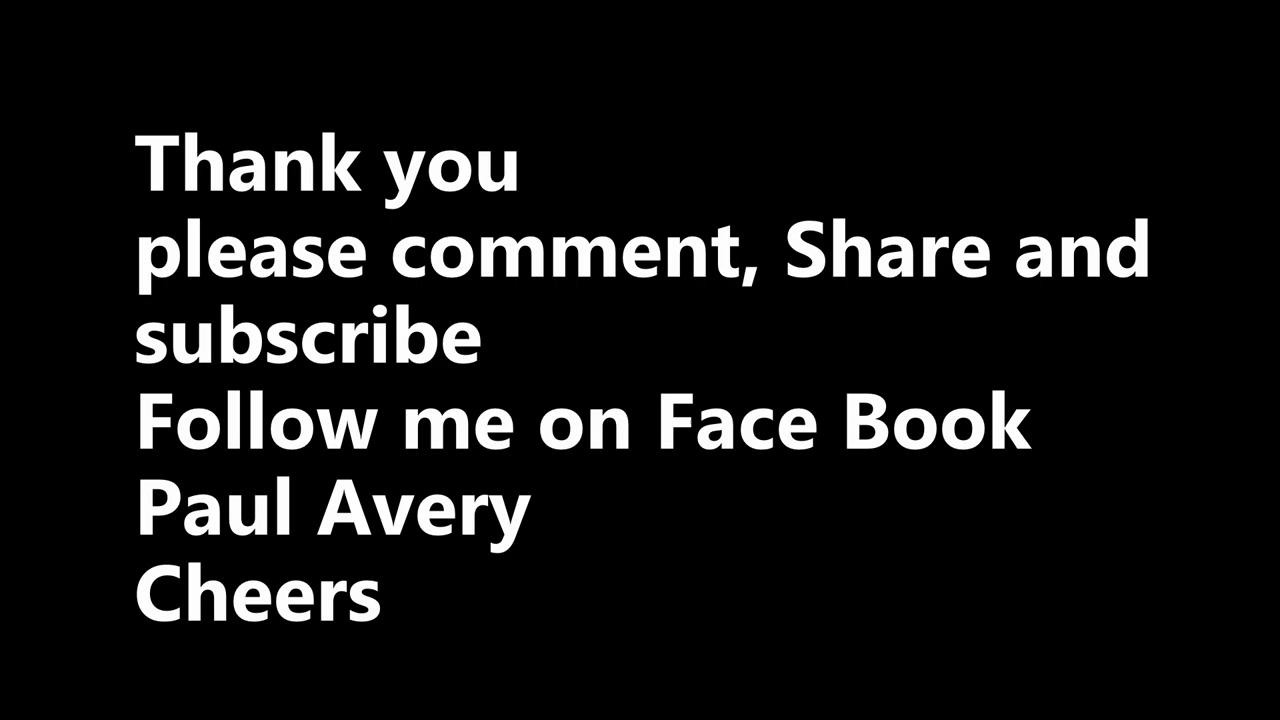 Thank you
please comment, Share and
subscribe
Follow me on Face Book
Paul Avery
Cheers